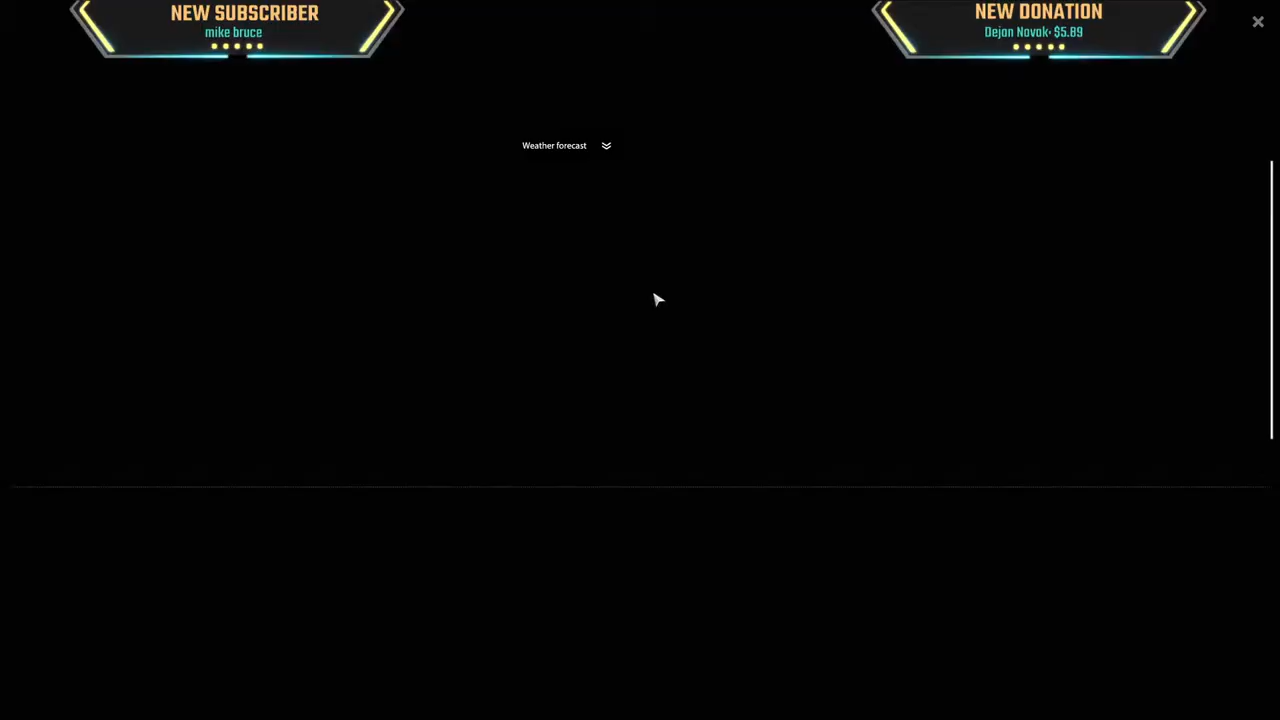 NEW SUBSCRIBER
mike bruce
NEW DONATION
Dejan Novak· $5.89
Weather forecast